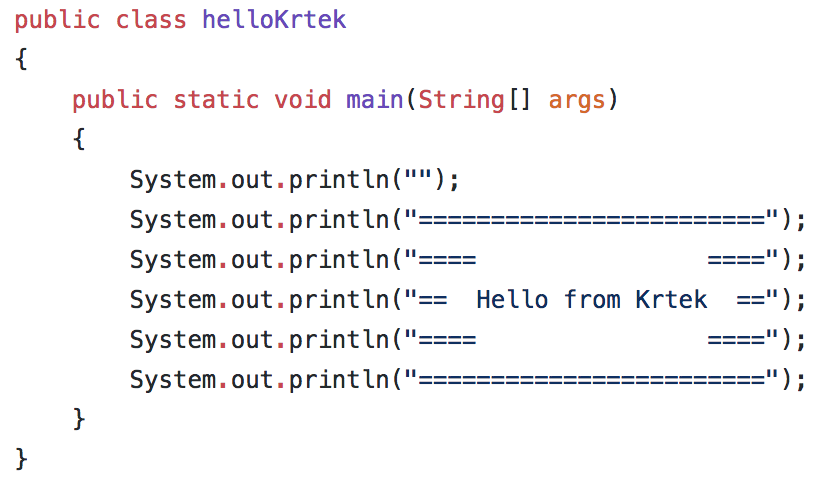 public class helloKrtek
{
    public static void main(String[] args)
    {
        System.out.println("");
        System.out.println("========================");
        System.out.println("====                ====");
        System.out.println("==  Hello from Krtek  ==");
        System.out.println("====                ====");
        System.out.println("========================");
    }
}